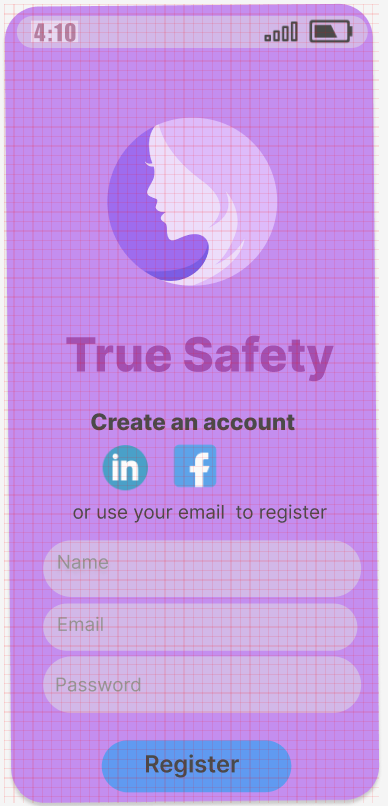 4:10
True Safety
Create an account
in f
or use your email to register
Name
Email
Password
Register